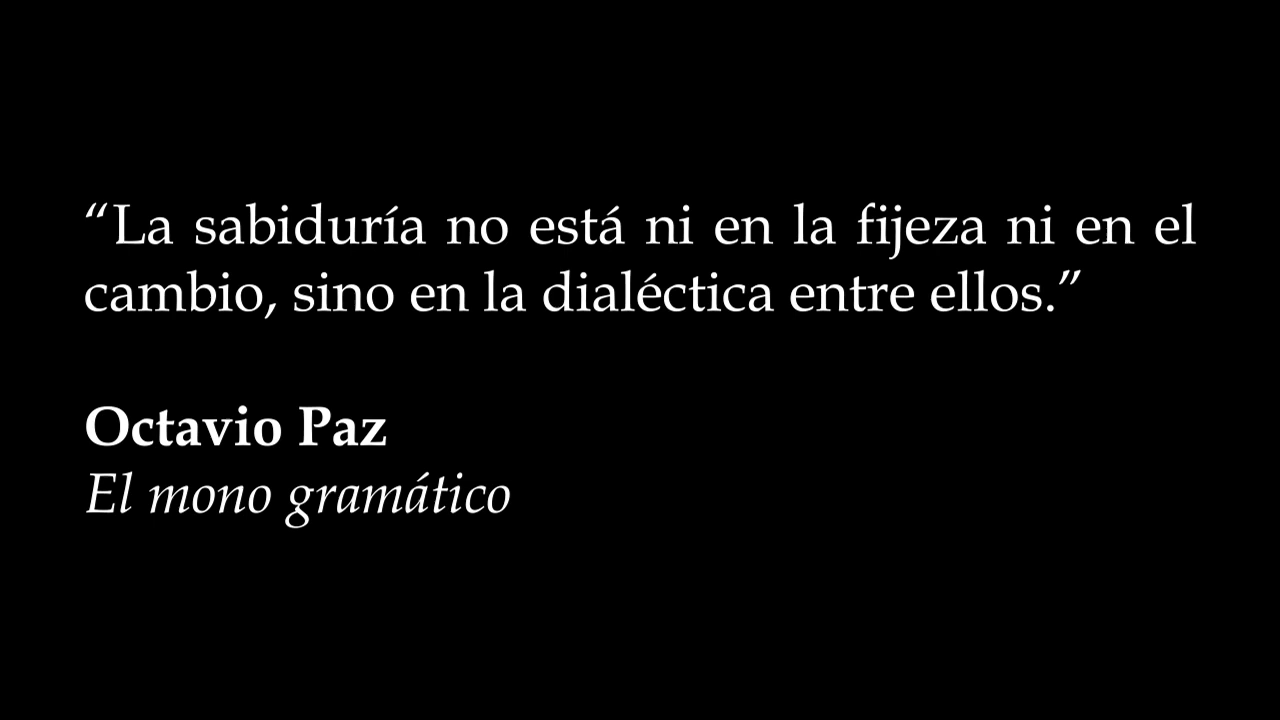 “La sabiduría no está ni en la fijeza ni en el
cambio, sino en la dialéctica entre ellos.”
Octavio Paz
El mono gramático